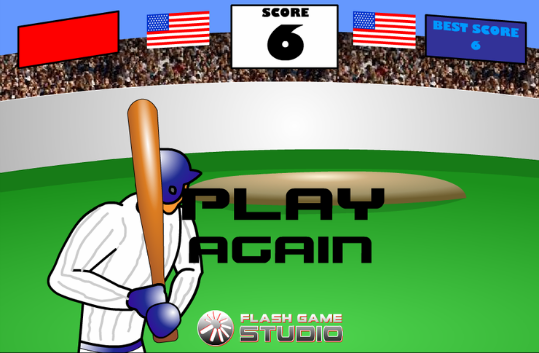 SCORE
6
BEST SCORE
6
PLAY
AGAIN
FLASH GAME
STUDIO